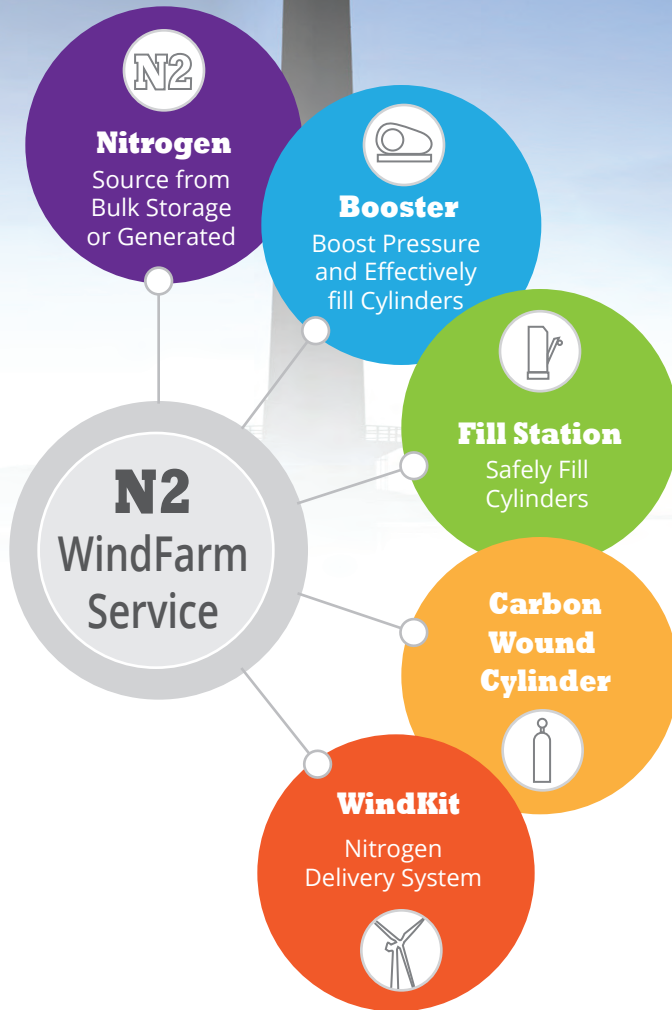 N2
Nitrogen
Source from
Bulk Storage
or Generated
Booster
Boost Pressure
and Effectively
fill Cylinders
Fill Station
Safely Fill
Cylinders
N2
WindFarm
Service
Carbon
Wound
Cylinder
WindKit
Nitrogen
Delivery System